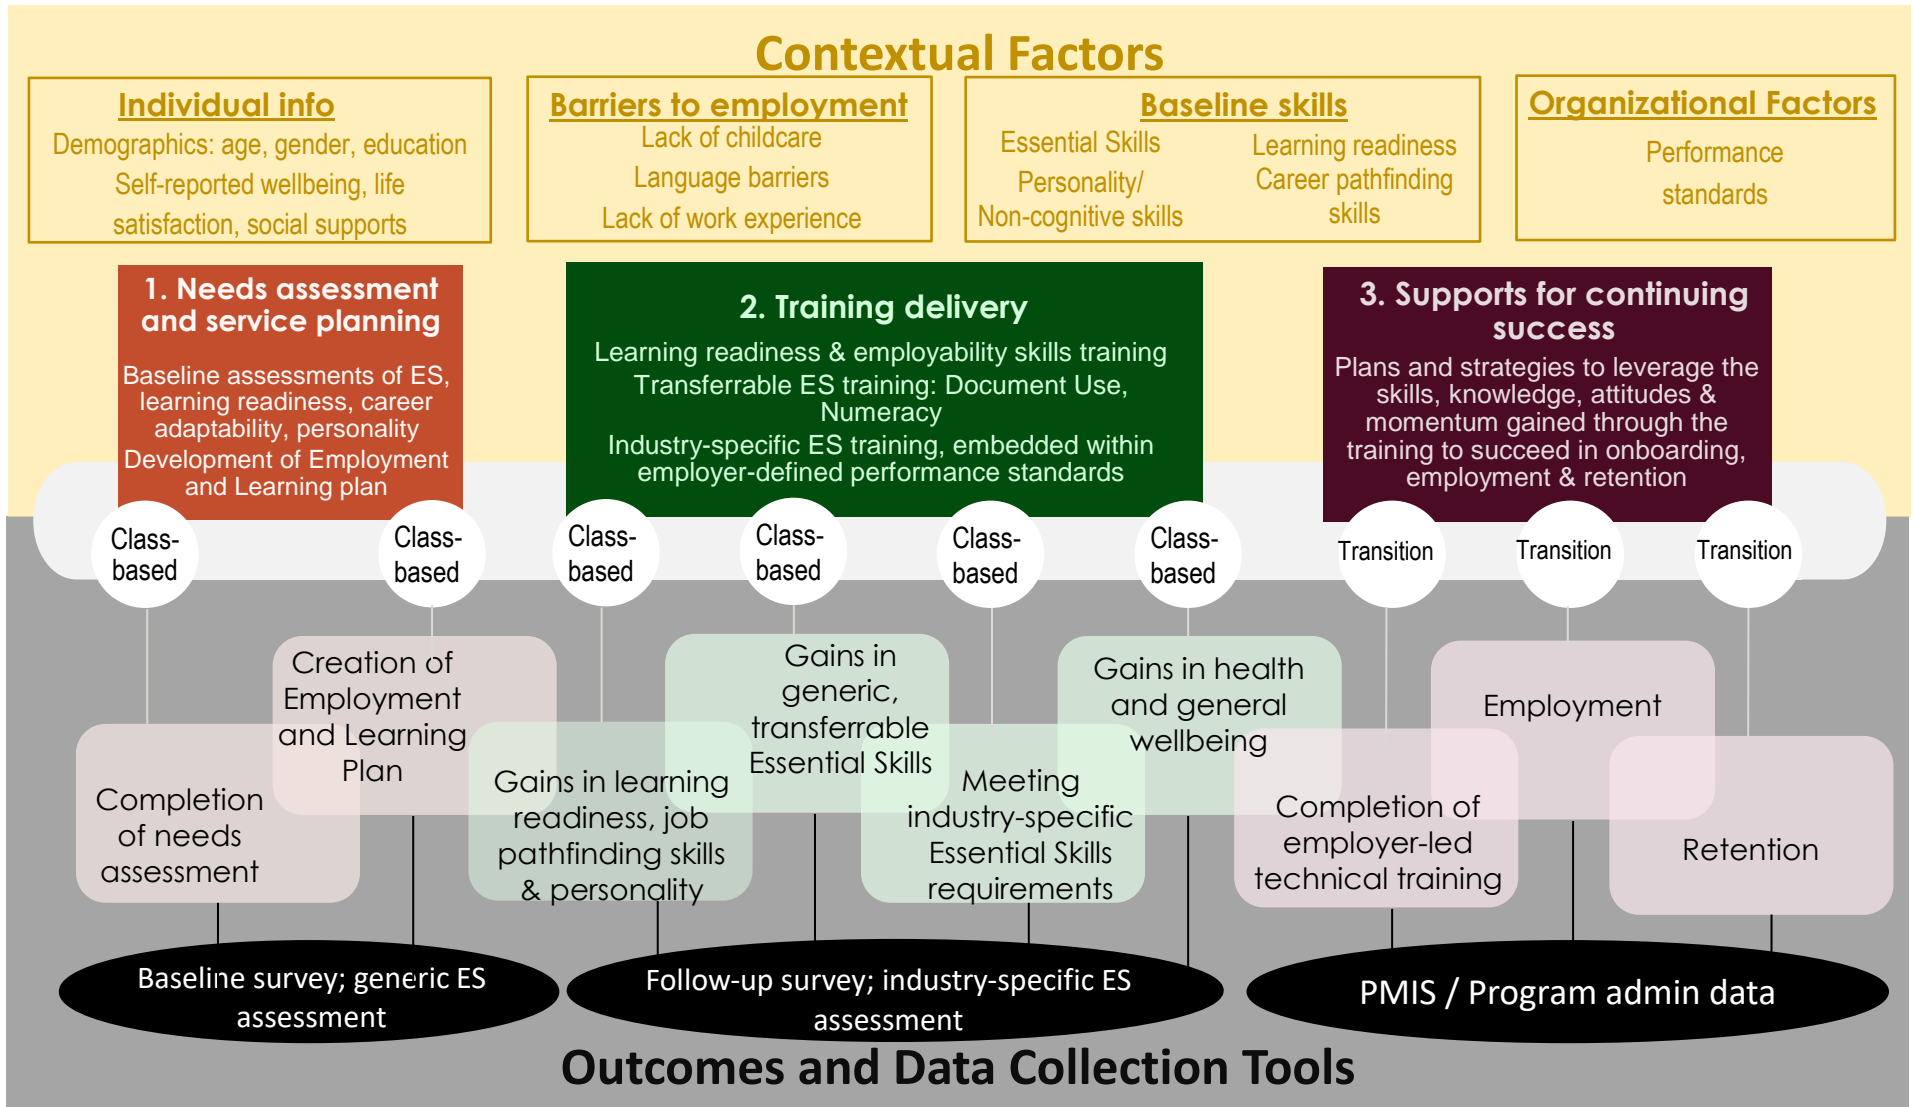 Contextual Factors
Individual info
Demographics: age, gender, education
Self-reported wellbeing, life
satisfaction, social supports
Barriers to employment
Lack of childcare
Language barriers
Lack of work experience
Baseline skills
Essential Skills
Personality/
Non-cognitive skills
Learning readiness
Career pathfinding
skills
Organizational Factors
Performance
standards
1. Needs assessment
and service planning
Baseline assessments of ES,
learning readiness, career
adaptability, personality
Development of Employment
and Learning plan
2. Training delivery
Learning readiness & employability skills training
Transferrable ES training: Document Use,
Numeracy
Industry-specific ES training, embedded within
employer-defined performance standards
3. Supports for continuing
success
Plans and strategies to leverage the
skills, knowledge, attitudes &
momentum gained through the
training to succeed in onboarding,
employment & retention
Class-
based
Class-
based
Class-
based
Class-
based
Class-
based
Class-
based
Transition
Transition
Transition
Completion
of needs
assessment
Creation of
Employment
and Learning
Plan
Gains in learning
readiness, job
pathfinding skills
& personality
Gains in
generic,
transferrable
Essential Skills
Meeting
industry-specific
Essential Skills
requirements
Gains in health
and general
wellbeing
Completion of
employer-led
technical training
Employment
Retention
Baseline survey; generic ES
assessment
Follow-up survey; industry-specific ES
assessment
PMIS / Program admin data
Outcomes and Data Collection Tools